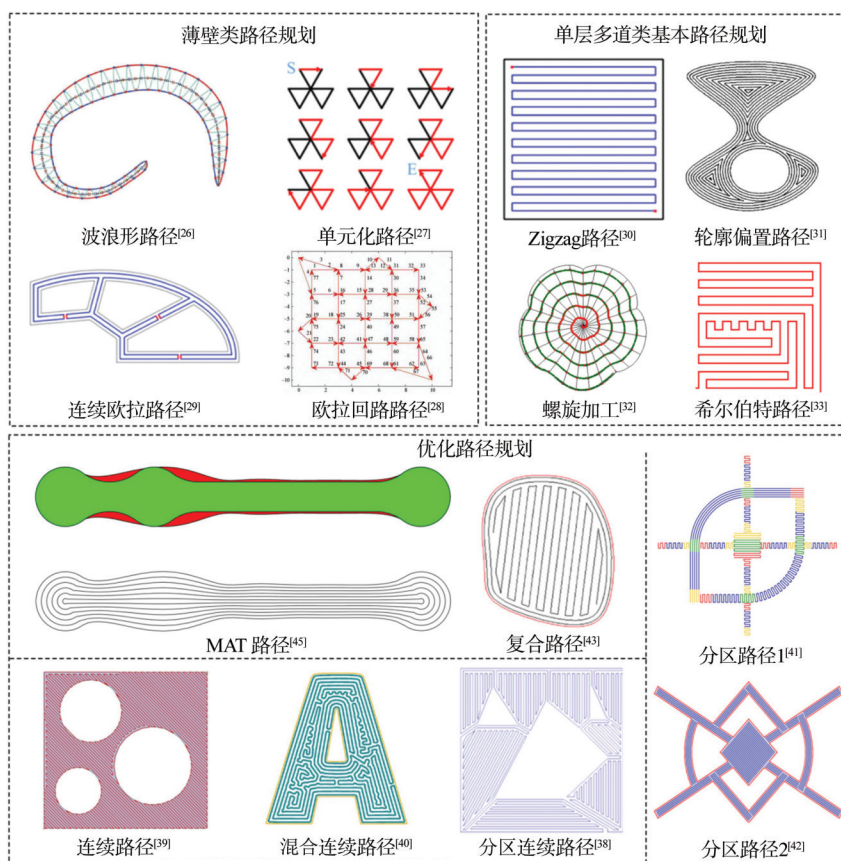 薄壁类路径规划
S
E
波浪形路径[26]
单元化路径[27]
连续欧拉路径[29]
欧拉回路路径[28]
单层多道类基本路径规划
Zigzag路径[30]
轮廓偏置路径[31]
螺旋加工[32]
希尔伯特路径[33]
优化路径规划
MAT 路径[45]
复合路径[43]
分区路径1[41]
连续路径[39]
混合连续路径[40]
分区连续路径[38]
分区路径2[42]